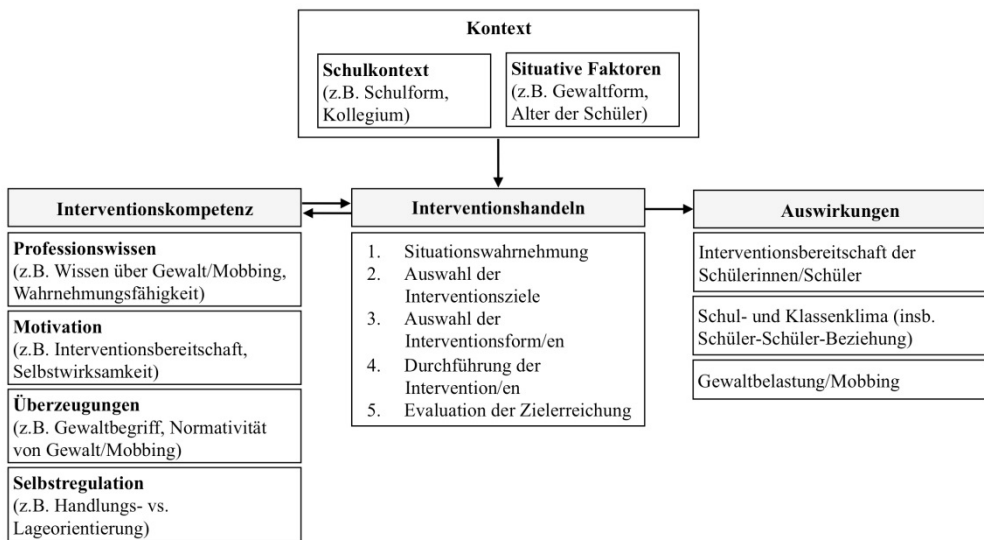 Kontext
Schulkontext
(z.B. Schulform,
Kollegium)
Situative Faktoren
(z.B. Gewaltform,
Alter der Schüler)
Interventionskompetenz
Professionswissen
(z.B. Wissen über Gewalt/Mobbing,
Wahrnehmungsfähigkeit)
Motivation
(z.B. Interventionsbereitschaft,
Selbstwirksamkeit)
Überzeugungen
(z.B. Gewaltbegriff, Normativität
von Gewalt/Mobbing)
Selbstregulation
(z.B. Handlungs- vs.
Lageorientierung)
Interventionshandeln
1. Situationswahrnehmung
2. Auswahl der
Interventionsziele
3. Auswahl der
Interventionsform/en
4. Durchführung der
Intervention/en
5. Evaluation der Zielerreichung
Auswirkungen
Interventionsbereitschaft der
Schülerinnen/Schüler
Schul- und Klassenklima (insb.
Schüler-Schüler-Beziehung)
Gewaltbelastung/Mobbing